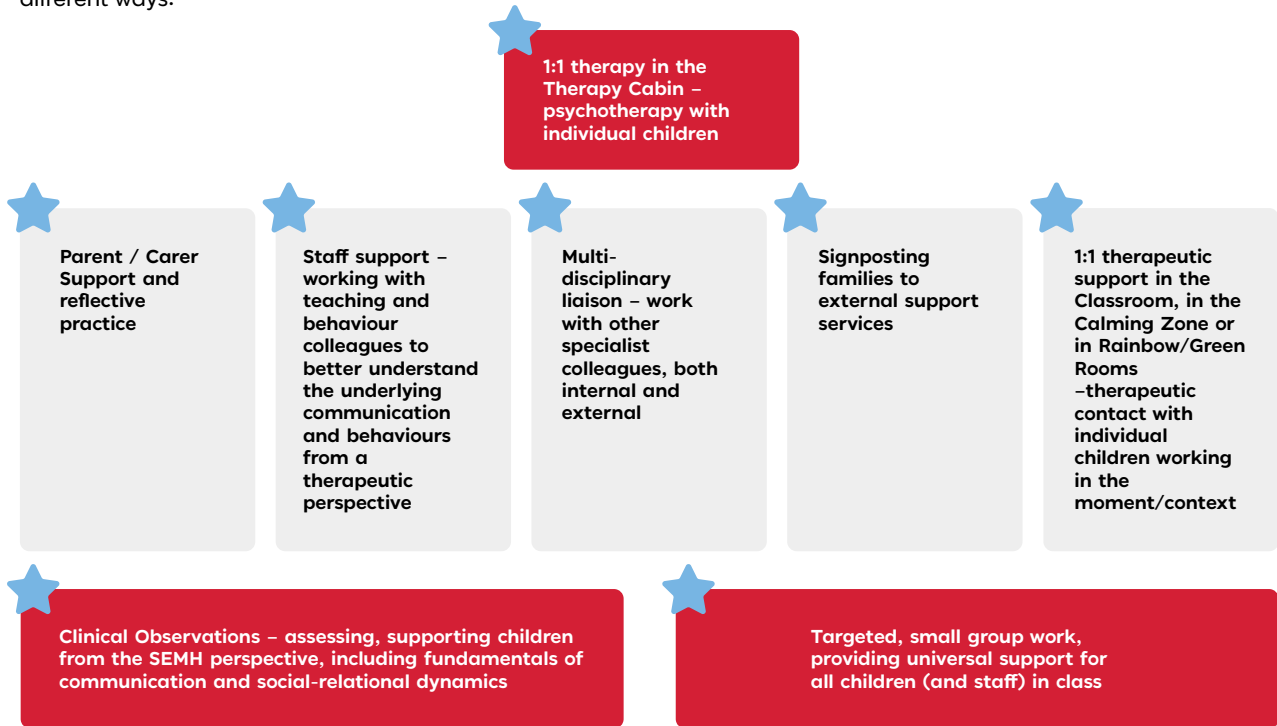 different ways:
1:1 therapy in the
Therapy Cabin –
psychotherapy with
individual children
Parent / Carer
Support and
reflective
practice
Staff support –
working with
teaching and
behaviour
colleagues to
better understand
the underlying
communication
and behaviours
from a
therapeutic
perspective
Multi-
disciplinary
liaison – work
with other
specialist
colleagues, both
internal and
external
Signposting
families to
external support
services
1:1 therapeutic
support in the
Classroom, in the
Calming Zone or
in Rainbow/Green
Rooms
–therapeutic
contact with
individual
children working
in the
moment/context
Clinical Observations – assessing, supporting children
from the SEMH perspective, including fundamentals of
communication and social-relational dynamics
Targeted, small group work,
providing universal support for
all children (and staff) in class